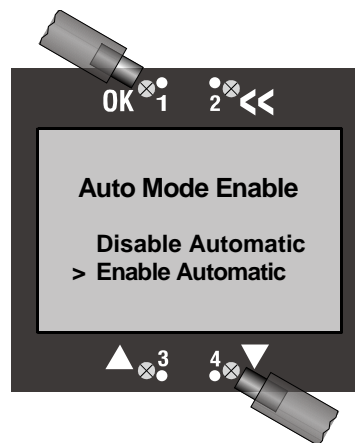 OK 1 2 <<
Auto Mode Enable
Disable Automatic
> Enable Automatic
3 4